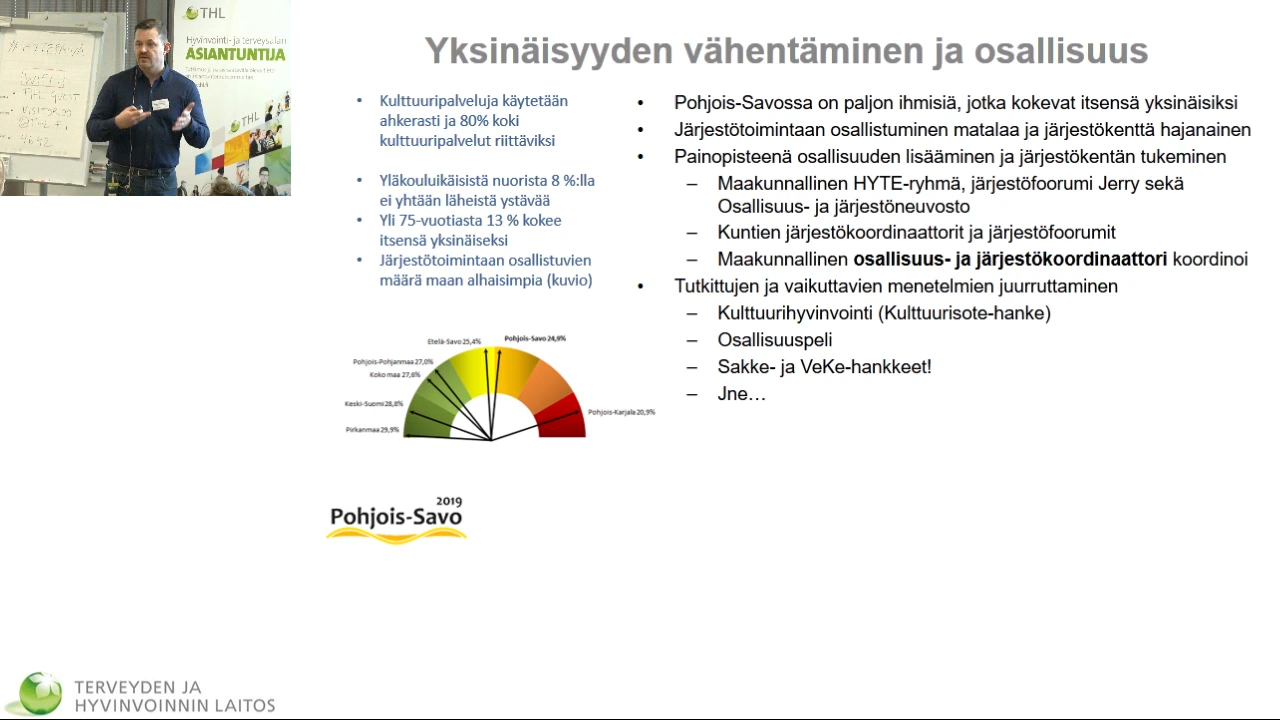 THL
Hyvinvointi- ja terveysalan
ASIANTUNTIJA
THL
Yksinäisyyden vähentäminen ja osallisuus
• Kulttuuripalveluja käytetään
ahkerasti ja 80% koki
kulttuuripalvelut riittäviksi
• Yläkouluikäisistä nuorista 8 %:lla
ei yhtään läheistä ystävää
• Yli 75-vuotiasta 13 % kokee
itsensä yksinäiseksi
• Järjestötoimintaan osallistuvien
määrä maan alhaisimpia (kuvio)
Etelä-Savo 25,4%
Pohjois-Savo 24,9%
Pohjois-Pohjanmaa 27,0%
Koko maa 27,6%
Keski-Suomi 28,8%
Pirkanmaa 29,9%
Pohjois-Karjala 20,9%
2019
Pohjois-Savo
• Pohjois-Savossa on paljon ihmisiä, jotka kokevat itsensä yksinäisiksi
• Järjestötoimintaan osallistuminen matalaa ja järjestökenttä hajanainen
• Painopisteenä osallisuuden lisääminen ja järjestökentän tukeminen
– Maakunnallinen HYTE-ryhmä, järjestöfoorumi Jerry sekä
Osallisuus- ja järjestöneuvosto
– Kuntien järjestökoordinaattorit ja järjestöfoorumit
– Maakunnallinen osallisuus- ja järjestökoordinaattori koordinoi
• Tutkittujen ja vaikuttavien menetelmien juurruttaminen
– Kulttuurihyvinvointi (Kulttuurisote-hanke)
– Osallisuuspeli
– Sakke- ja VeKe-hankkeet!
– Jne…
TERVEYDEN JA
HYVINVOINNIN LAITOS